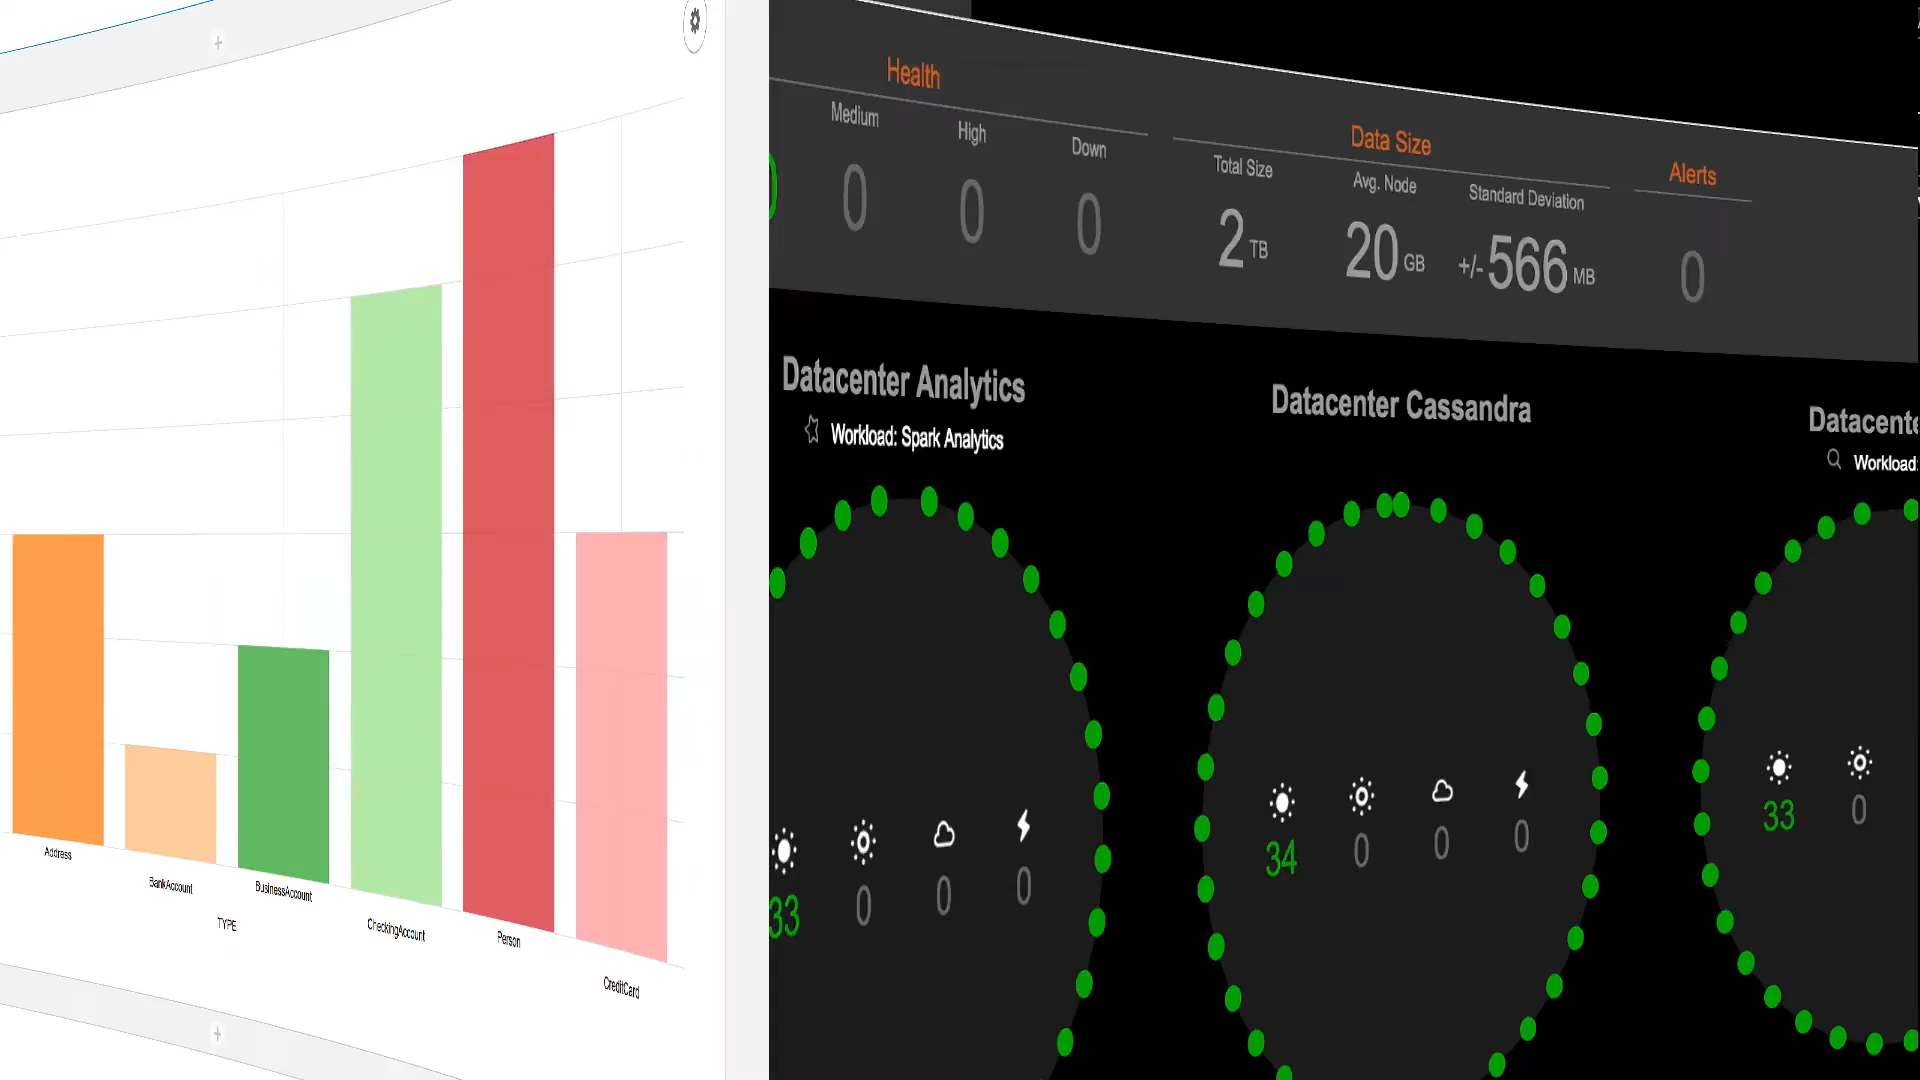 Address
BankAccount
BusinessAccount
CheckingAccount
Person
CreditCard
TYPE
Health
Medium
High
Down
0
0
0
Data Size
Total Size
Avg. Node
Standard Deviation
2 TB
20 GB
+/- 566 MB
Alerts
0
Datacenter Analytics
Workload: Spark Analytics
33
0
0
0
Datacenter Cassandra
34
0
0
0
Datacente
Workload:
33
0